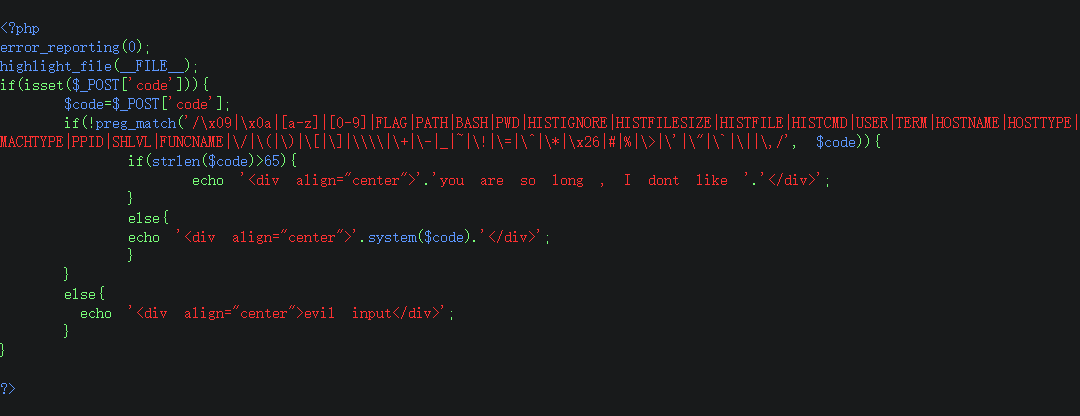 <?php
error_reporting(0);
highlight_file(__FILE__);
if(isset($_POST['code'])){
$code=$_POST['code'];
if(!preg_match('/\x09|\x0a|[a-z]|[0-9]|FLAG|PATH|BASH|PWD|HISTIGNORE|HISTFILESIZE|HISTFILE|HISTCMD|USER|TERM|HOSTNAME|HOSTTYPE|
MACHTYPE|PPID|SHLVL|FUNCNAME|\/|\(|\)|\[|\]|\\\\|\+|\-|_|~|\!|\=|\^|\*|\x26|#|%|\>|\'|\"|\`|\||\,/', $code)){
if(strlen($code)>65){
echo '<div align="center">'.'you are so long , I dont like '.'</div>';
}
else{
echo '<div align="center">'.system($code).'</div>';
}
}
else{
echo '<div align="center">evil input</div>';
}
}
?>